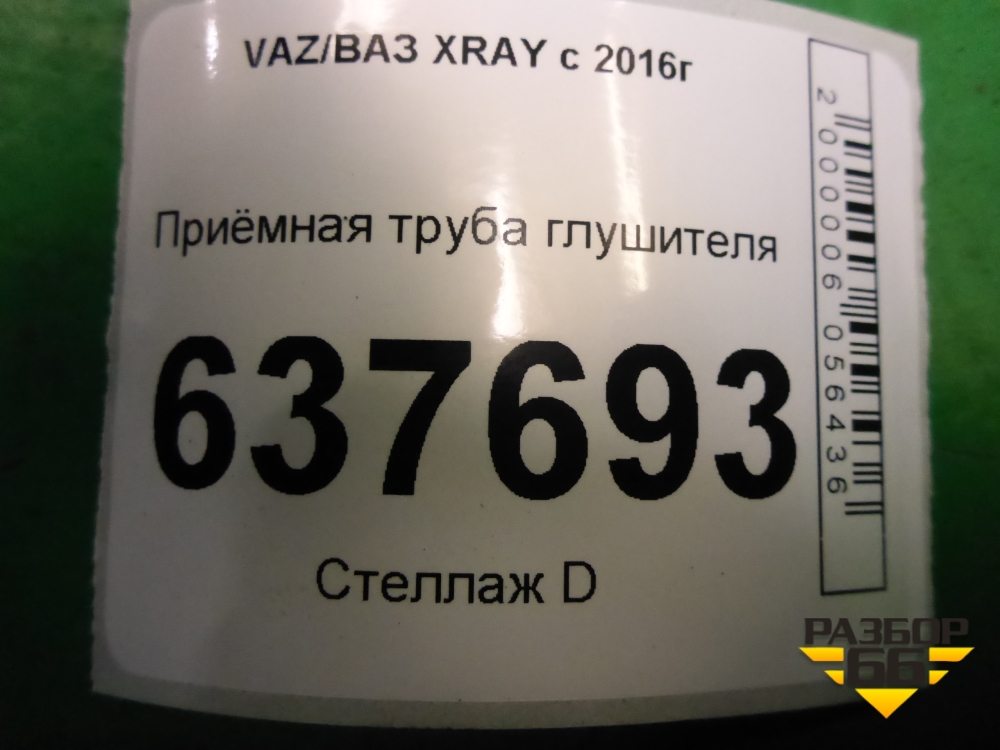 VAZ/ВАЗ XRAY с 2016г
Приёмная труба глушителя
637693
Стеллаж D
2000006056436
РАЗБОР
66